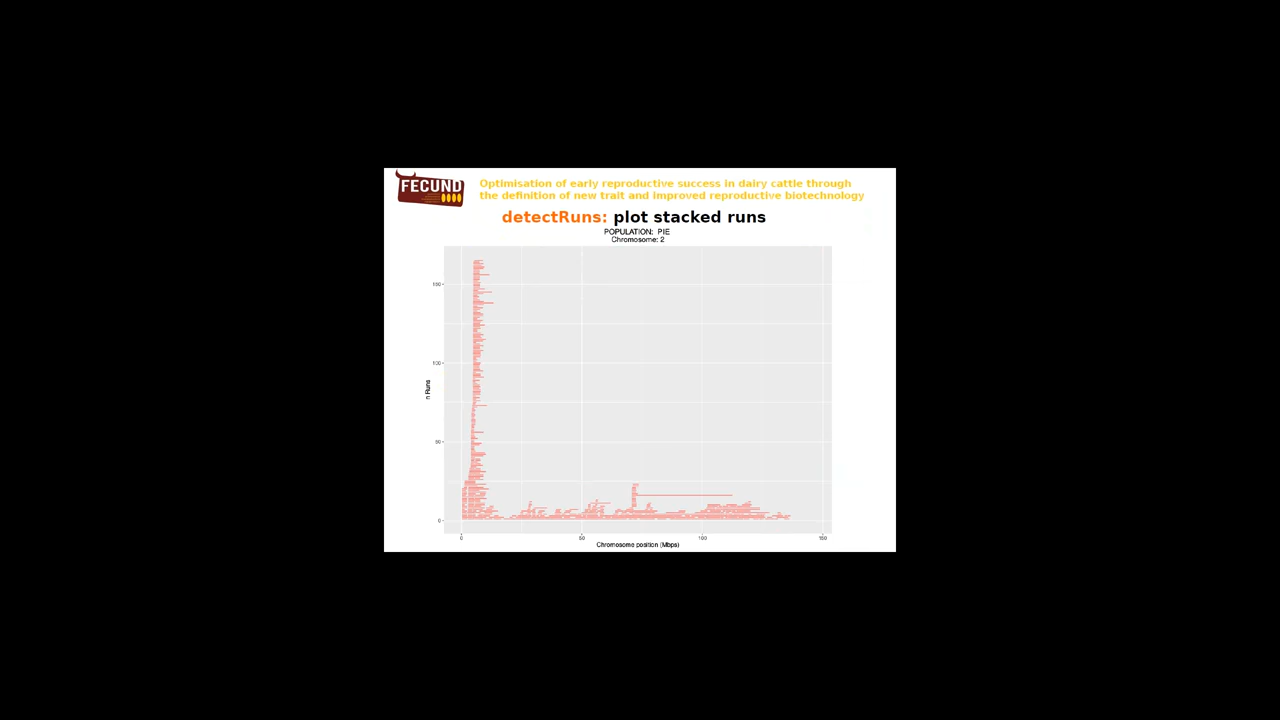 FECUND
Optimisation of early reproductive success in dairy cattle through
the definition of new trait and improved reproductive biotechnology
detectRuns: plot stacked runs
POPULATION: PIE
Chromosome: 2
150
100
50
0
n Runs
0 50 100 150
Chromosome position (Mbps)